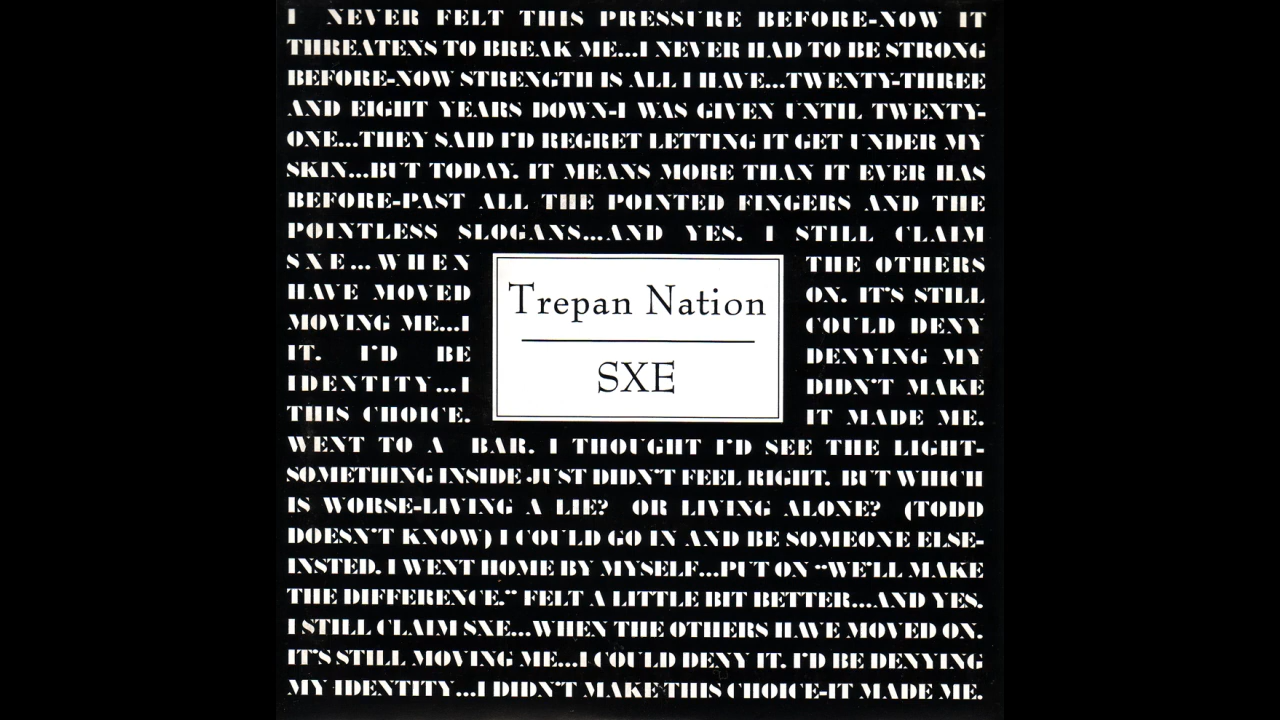 I NEVER FELT THIS PRESSURE BEFORE-NOW IT
THREATENS TO BREAK ME...I NEVER HAD TO BE STRONG
BEFORE-NOW STRENGTH IS ALL I HAVE...TWENTY-THREE
AND EIGHT YEARS DOWN-I WAS GIVEN UNTIL TWENTY-
ONE...THEY SAID I'D REGRET LETTING IT GET UNDER MY
SKIN...BUT TODAY. IT MEANS MORE THAN IT EVER HAS
BEFORE-PAST ALL THE POINTED FINGERS AND THE
POINTLESS SLOGANS...AND YES. I STILL CLAIM
SXE...WHEN THE OTHERS
HAVE MOVED ON. IT'S STILL
MOVING ME...I COULD DENY
IT. I'D BE DENYING MY
IDENTITY...I DIDN'T MAKE
THIS CHOICE. IT MADE ME.
Trepan Nation
SXE
WENT TO A BAR. I THOUGHT I'D SEE THE LIGHT-
SOMETHING INSIDE JUST DIDN'T FEEL RIGHT. BUT WHICH
IS WORSE-LIVING A LIE? OR LIVING ALONE? (TODD
DOESN'T KNOW) I COULD GO IN AND BE SOMEONE ELSE-
INSTED. I WENT HOME BY MYSELF...PUT ON "WE'LL MAKE
THE DIFFERENCE." FELT A LITTLE BIT BETTER...AND YES.
I STILL CLAIM SXE...WHEN THE OTHERS HAVE MOVED ON.
IT'S STILL MOVING ME...I COULD DENY IT. I'D BE DENYING
MY IDENTITY...I DIDN'T MAKE THIS CHOICE-IT MADE ME.